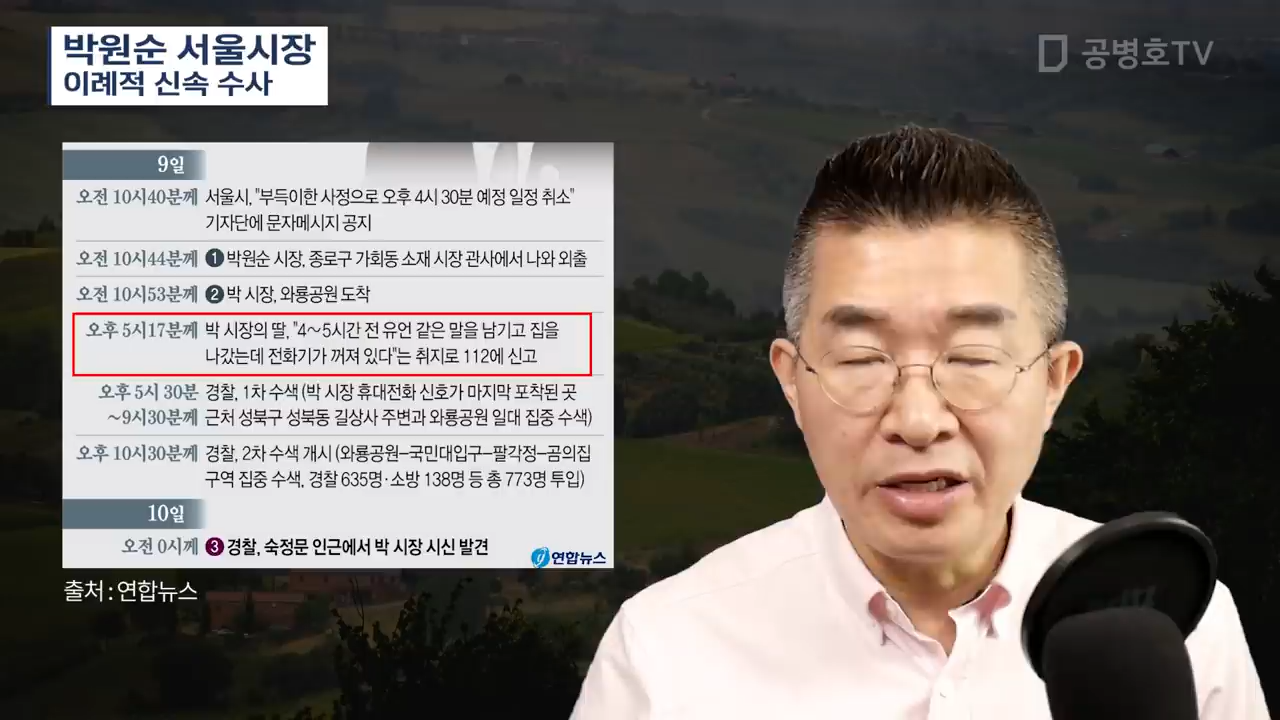 박원순 서울시장
이례적 신속 수사
공병호TV
9일
오전 10시40분께 서울시, "부득이한 사정으로 오후 4시 30분 예정 일정 취소"
기자단에 문자메시지 공지
오전 10시44분께 ❶ 박원순 시장, 종로구 가회동 소재 시장 관사에서 나와 외출
오전 10시53분께 ❷ 박 시장, 와룡공원 도착
오후 5시17분께 박 시장의 딸, "4~5시간 전 유언 같은 말을 남기고 집을
나갔는데 전화기가 꺼져 있다"는 취지로 112에 신고
오후 5시 30분 경찰, 1차 수색 (박 시장 휴대전화 신호가 마지막 포착된 곳
~9시30분께 근처 성북구 성북동 길상사 주변과 와룡공원 일대 집중 수색)
오후 10시30분께 경찰, 2차 수색 개시 (와룡공원–국민대입구–팔각정–곰의집
구역 집중 수색, 경찰 635명·소방 138명 등 총 773명 투입)
10일
오전 0시께 ❸ 경찰, 숙정문 인근에서 박 시장 시신 발견
연합뉴스
출처 : 연합뉴스